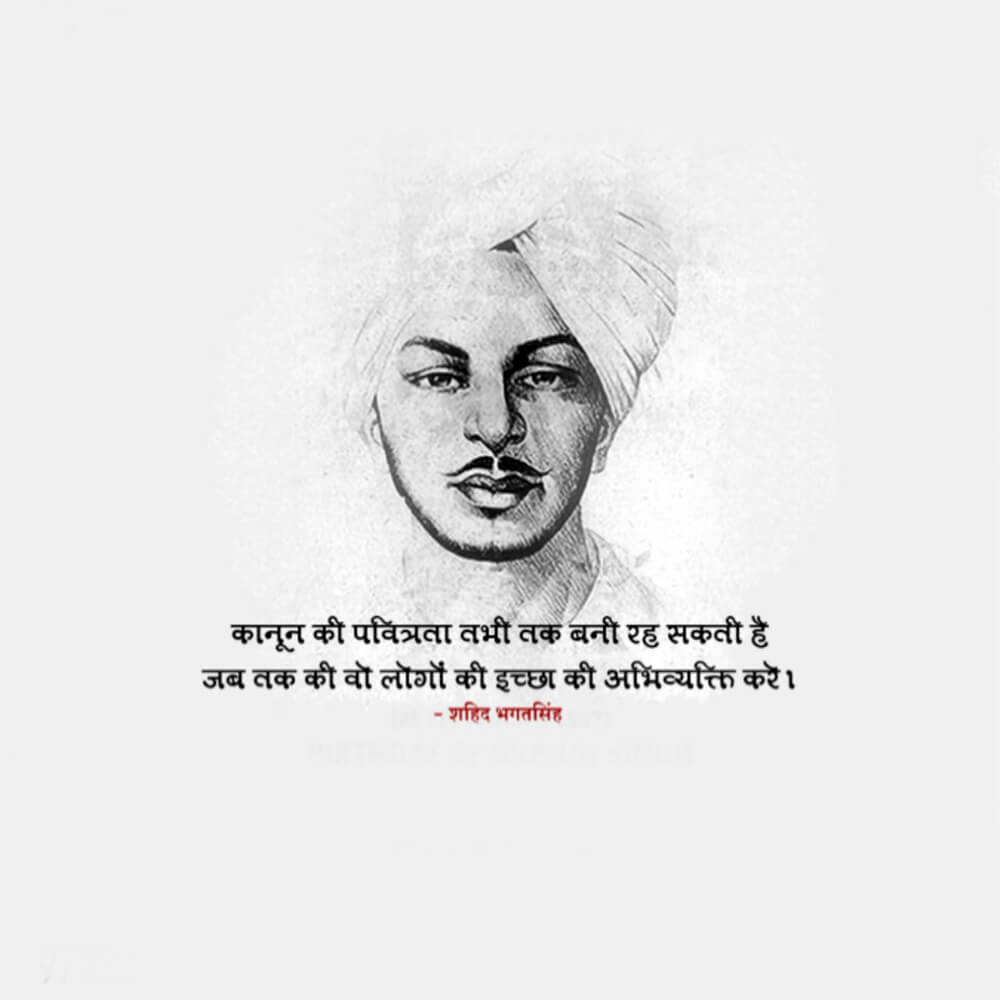 कानून की पवित्रता तभी तक बनी रह सकती है
जब तक की वो लोगों की इच्छा की अभिव्यक्ति करे।
- शहिद भगतसिंह